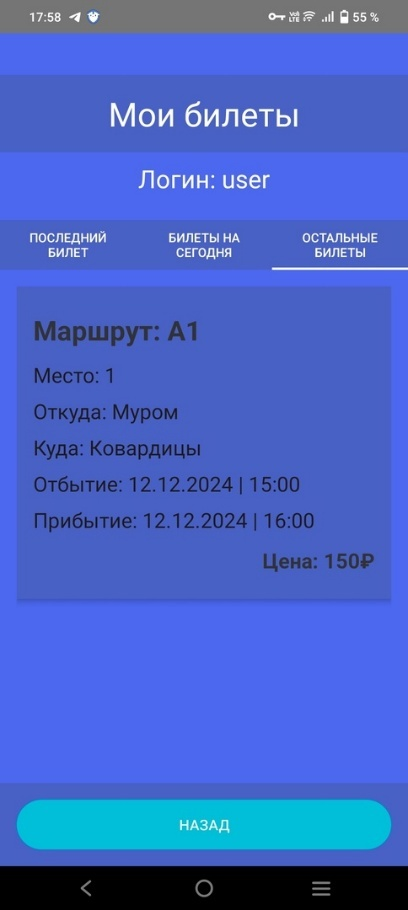 17:58
55 %
Мои билеты
Логин: user
ПОСЛЕДНИЙ
БИЛЕТ
БИЛЕТЫ НА
СЕГОДНЯ
ОСТАЛЬНЫЕ
БИЛЕТЫ
Маршрут: А1
Место: 1
Откуда: Муром
Куда: Ковардицы
Отбытие: 12.12.2024 | 15:00
Прибытие: 12.12.2024 | 16:00
Цена: 150₽
НАЗАД